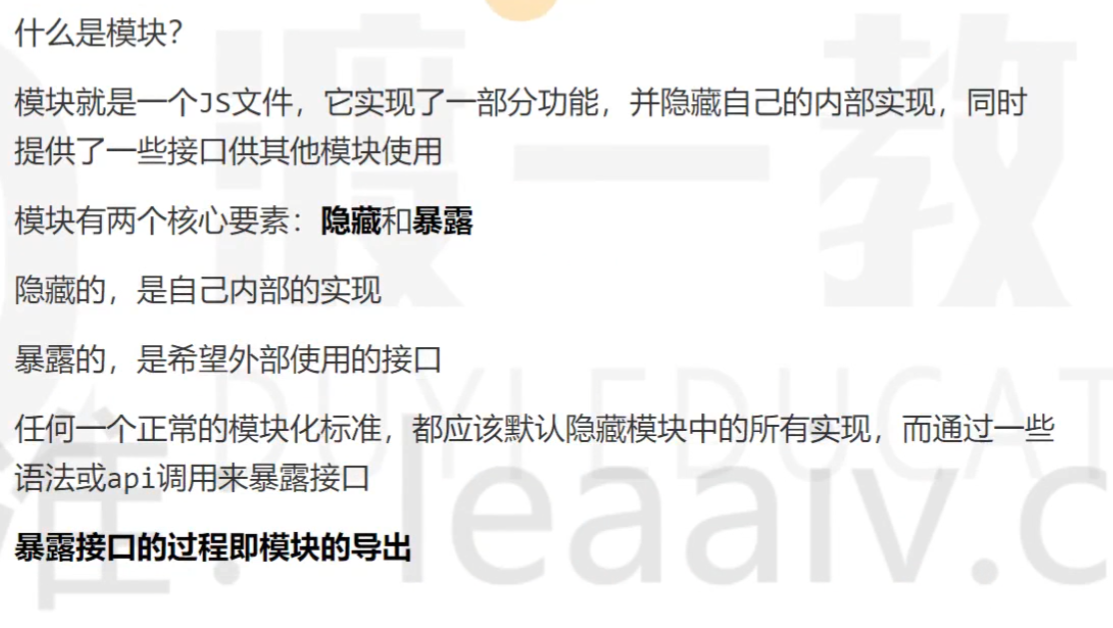 什么是模块?
模块就是一个JS文件，它实现了一部分功能，并隐藏自己的内部实现，同时
提供了一些接口供其他模块使用
模块有两个核心要素：隐藏和暴露
隐藏的，是自己内部的实现
暴露的，是希望外部使用的接口
任何一个正常的模块化标准，都应该默认隐藏模块中的所有实现，而通过一些
语法或api调用来暴露接口
暴露接口的过程即模块的导出
渡一教
DUYI EDUCAT